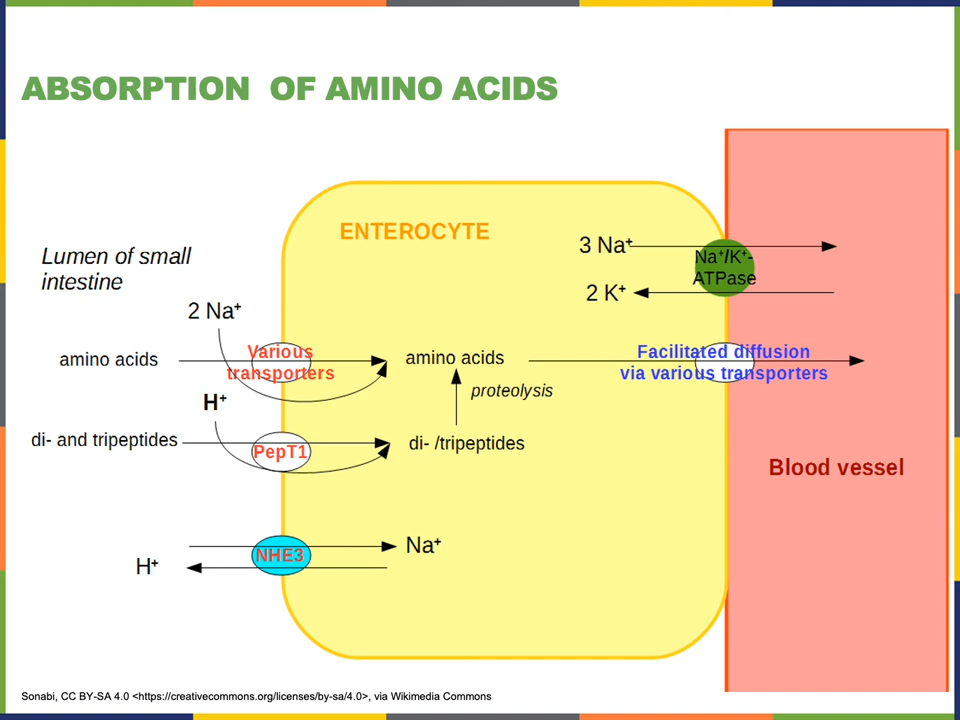 ABSORPTION OF AMINO ACIDS
ENTEROCYTE
Lumen of small
intestine
3 Na⁺
Na⁺/K⁺-
ATPase
2 K⁺
2 Na⁺
amino acids
Various
transporters
amino acids
Facilitated diffusion
via various transporters
proteolysis
H⁺
di- and tripeptides
PepT1
di- /tripeptides
Blood vessel
NHE3
Na⁺
H⁺
Sonabi, CC BY-SA 4.0 <https://creativecommons.org/licenses/by-sa/4.0>, via Wikimedia Commons